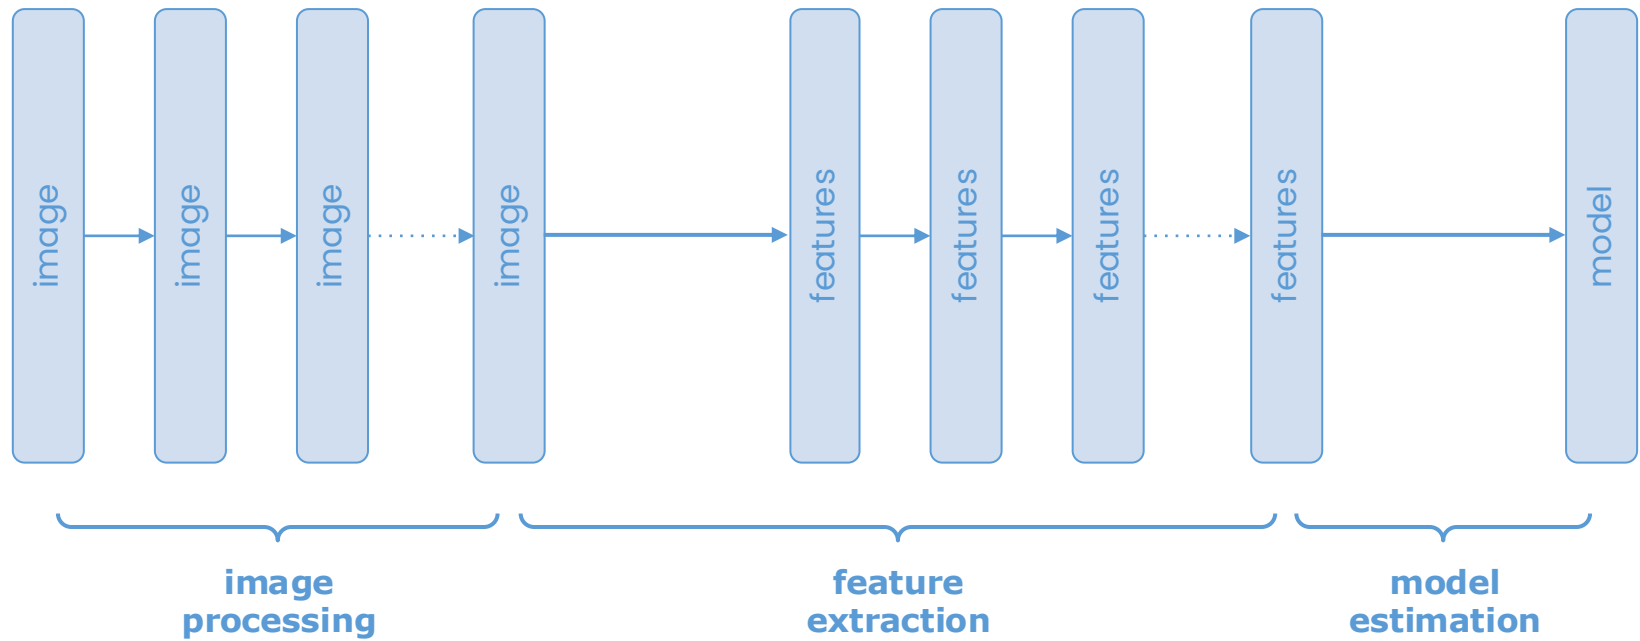 image
image
image
image
features
features
features
features
model
image
processing
feature
extraction
model
estimation